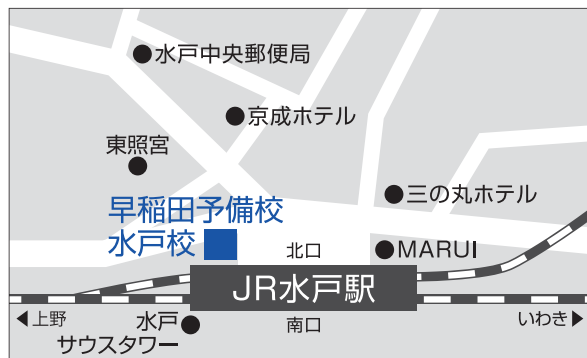 水戸中央郵便局
京成ホテル
東照宮
三の丸ホテル
早稲田予備校
水戸校
北口
MARUI
JR水戸駅
◀上野
水戸
サウスタワー
南口
いわき▶